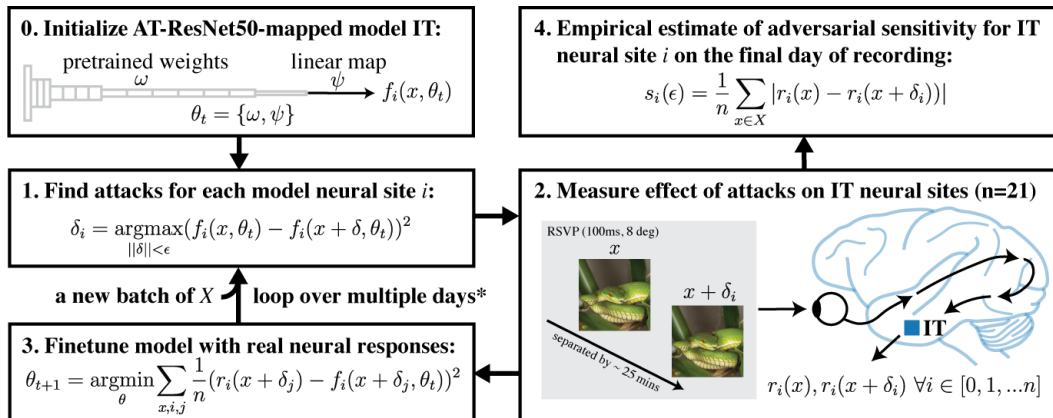 0. Initialize AT-ResNet50-mapped model IT:
pretrained weights
ω
linear map
ψ
f_i(x, θ_t)
θ_t = {ω, ψ}
1. Find attacks for each model neural site i:
δ_i = argmax_{||δ||<ϵ} (f_i(x, θ_t) − f_i(x + δ, θ_t))^2
a new batch of X
loop over multiple days*
3. Finetune model with real neural responses:
θ_{t+1} = argmin_θ ∑_{x,i,j} 1/n (r_i(x + δ_j) − f_i(x + δ_j, θ_t))^2
4. Empirical estimate of adversarial sensitivity for IT
neural site i on the final day of recording:
s_i(ϵ) = 1/n ∑_{x∈X} |r_i(x) − r_i(x + δ_i))|
2. Measure effect of attacks on IT neural sites (n=21)
RSVP (100ms, 8 deg)
x
x + δ_i
separated by ~ 25 mins
IT
r_i(x), r_i(x + δ_i) ∀i ∈ [0, 1, ...n]